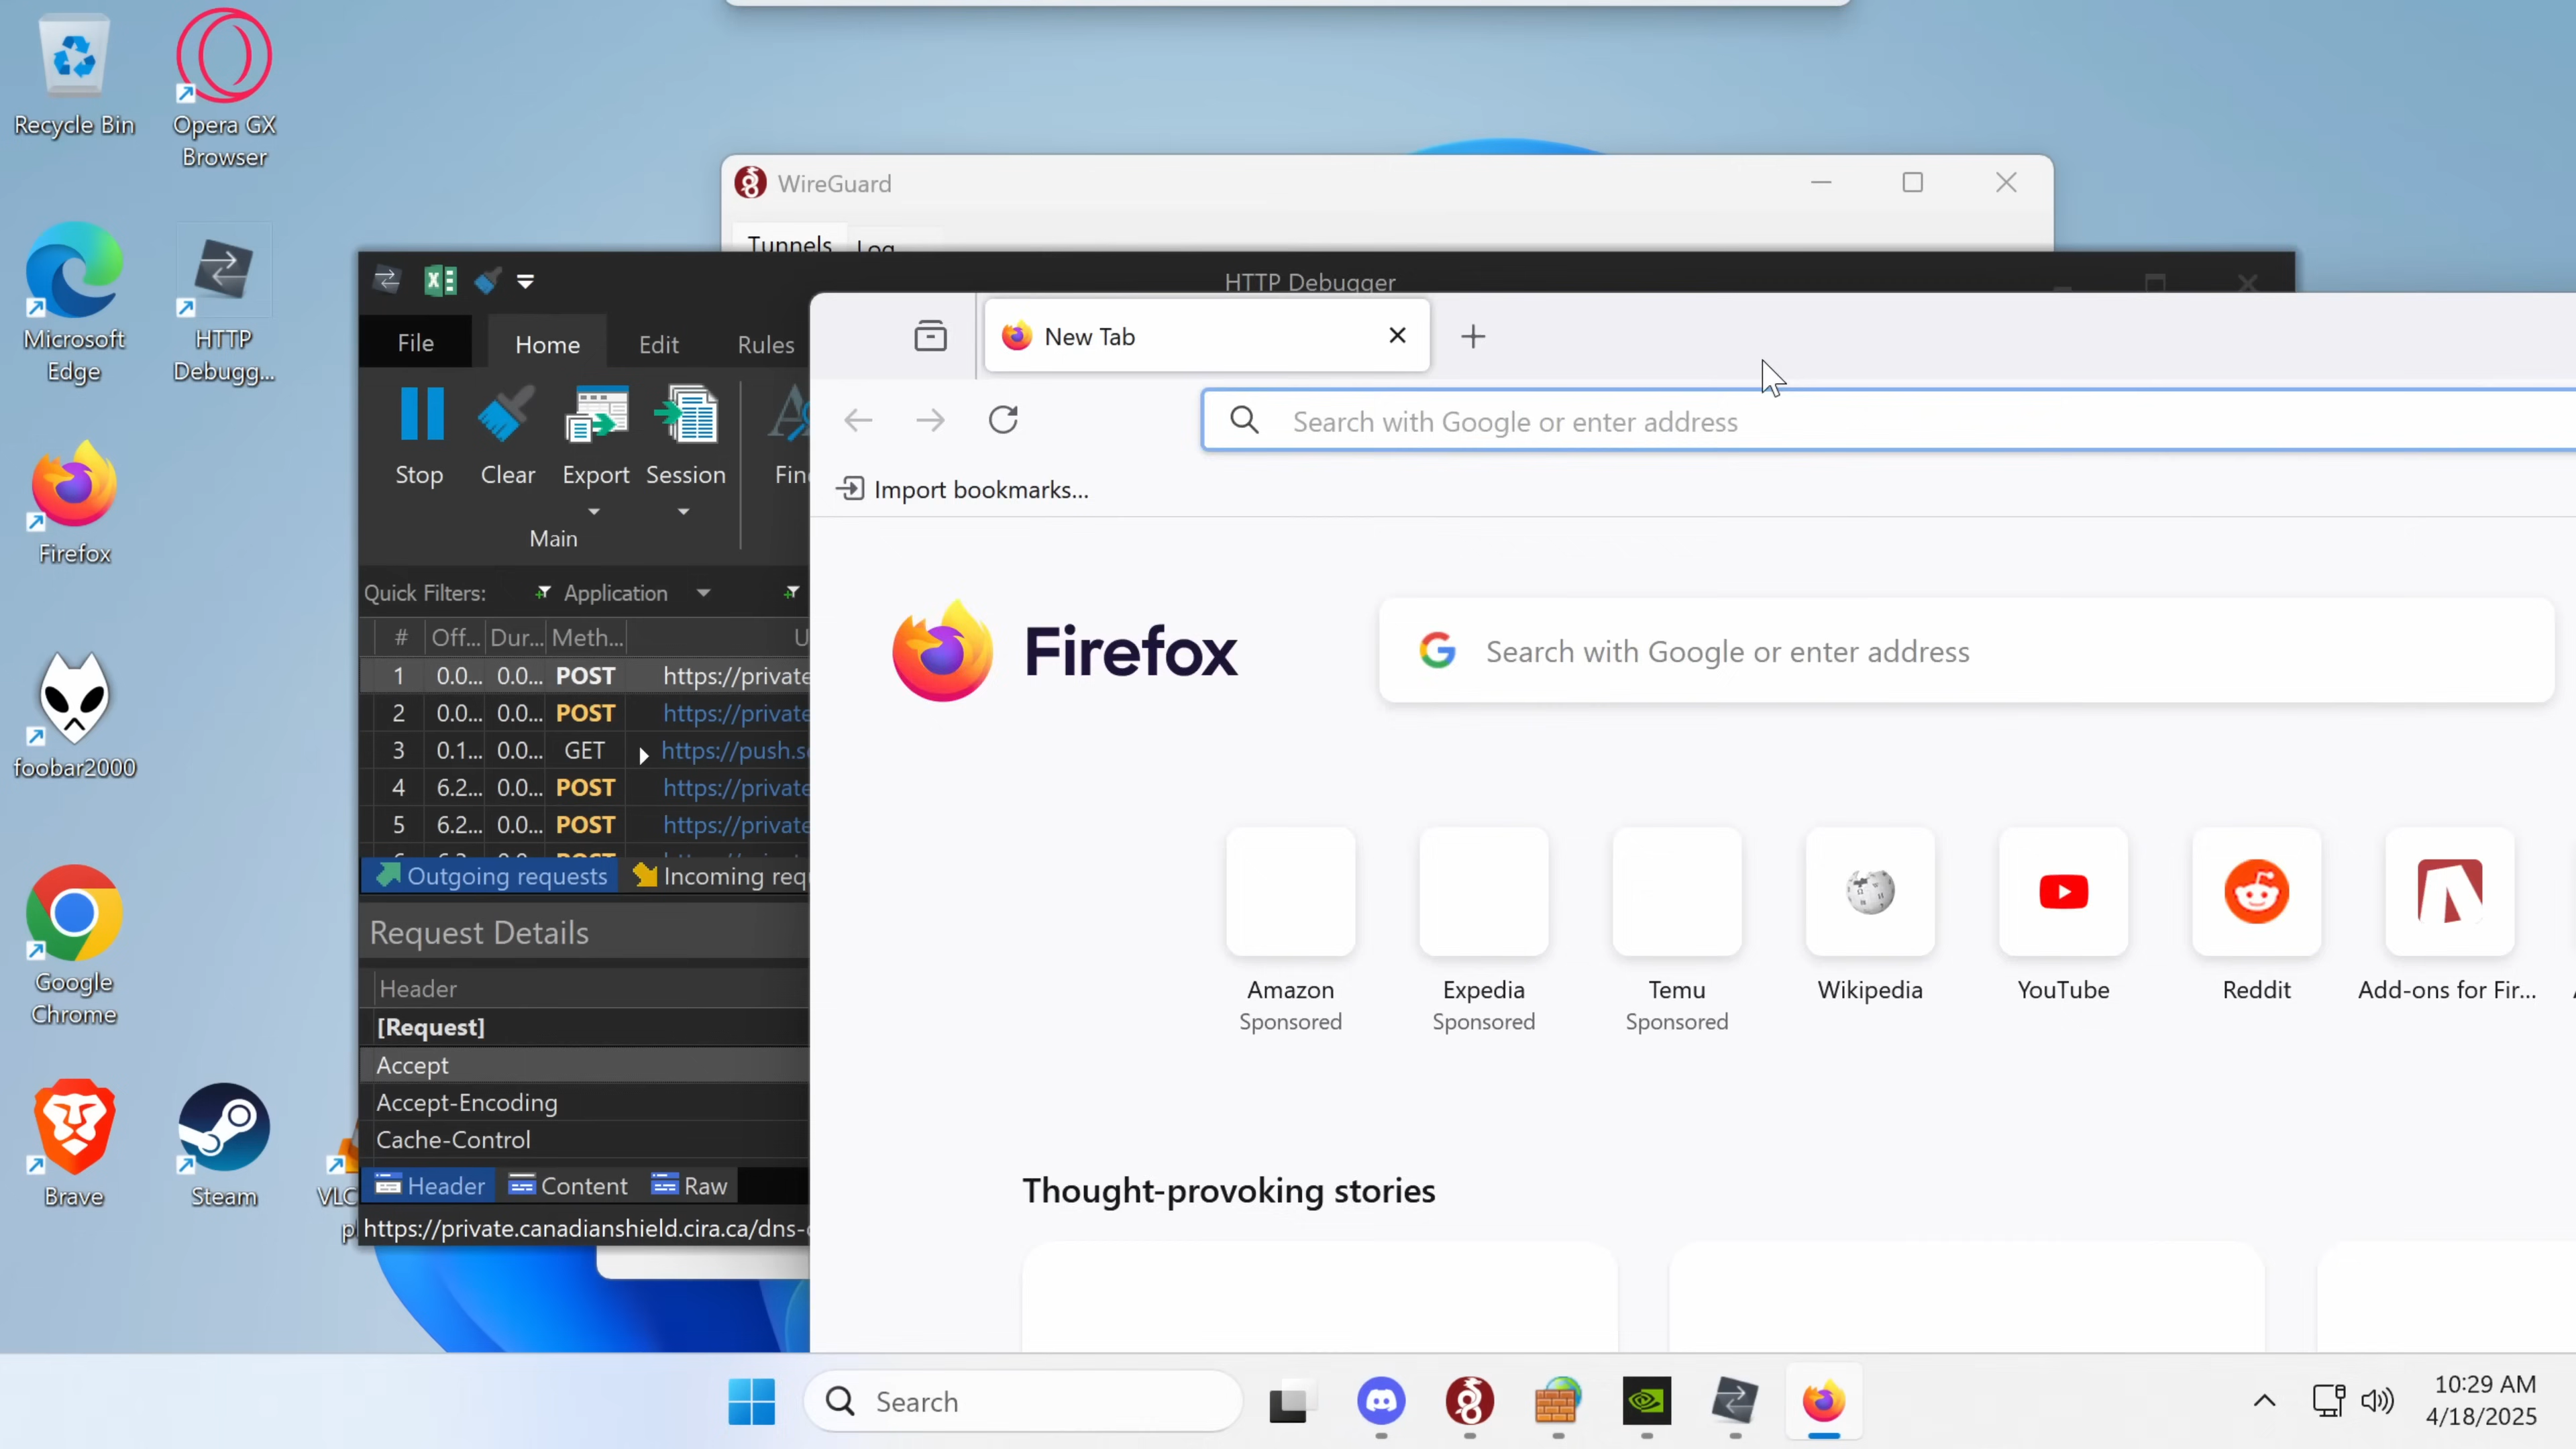 Recycle Bin
Opera GX
Browser
Microsoft
Edge
HTTP
Debugg...
Firefox
foobar2000
Google
Chrome
Brave
Steam
VLC
WireGuard
Tunnels Log
HTTP Debugger
File Home Edit Rules
Stop Clear Export Session
Main
Quick Filters: Application
# Off... Dur... Meth...
1 0.0... 0.0... POST https://private
2 0.0... 0.0... POST https://private
3 0.1... 0.0... GET https://push.s
4 6.2... 0.0... POST https://private
5 6.2... 0.0... POST https://private
Outgoing requests Incoming req
Request Details
Header
[Request]
Accept
Accept-Encoding
Cache-Control
Header Content Raw
https://private.canadianshield.cira.ca/dns-
New Tab
Search with Google or enter address
Import bookmarks...
Firefox
Search with Google or enter address
Amazon
Sponsored
Expedia
Sponsored
Temu
Sponsored
Wikipedia
YouTube
Reddit
Add-ons for Fir...
Thought-provoking stories
Search
10:29 AM
4/18/2025